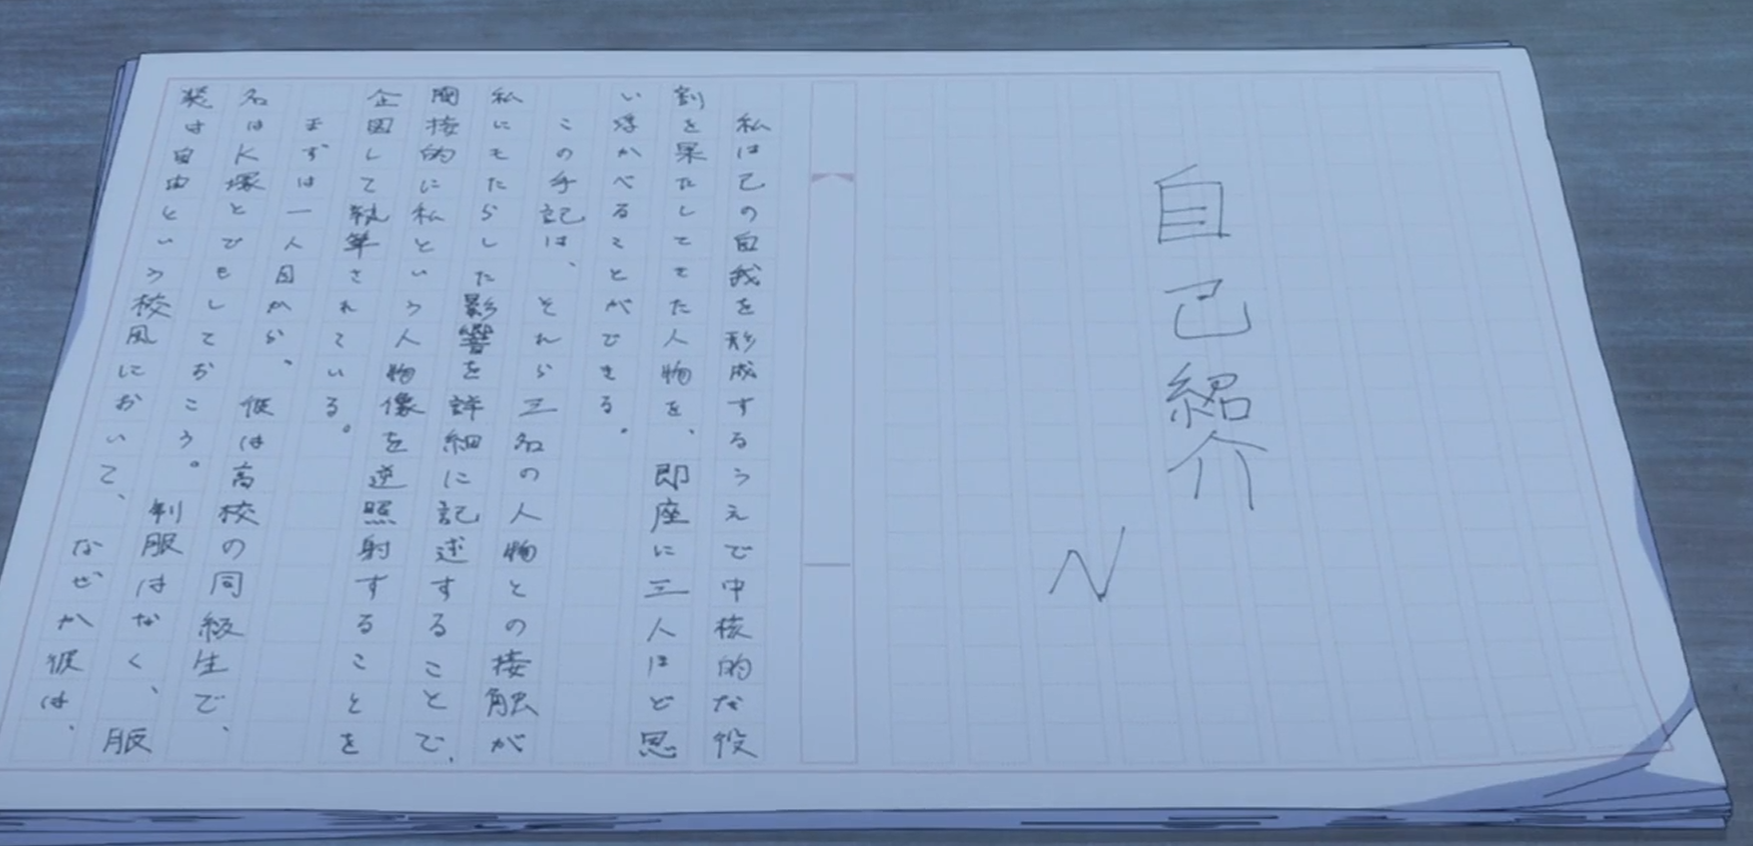 自己紹介
N
私は己の自我を形成するうえで中核的な役
割を果たしてきた人物を、即座に三人ほど思
い浮かべることができる。
この手記は、それら三名の人物との接触が
私にもたらした影響を詳細に記述することで、
間接的に私という人物像を逆照射することを
企図して執筆されている。
まずは一人目から。彼は高校の同級生で、
名はK塚とでもしておこう。制服はなく、服
装は自由という校風において、なぜか彼は、